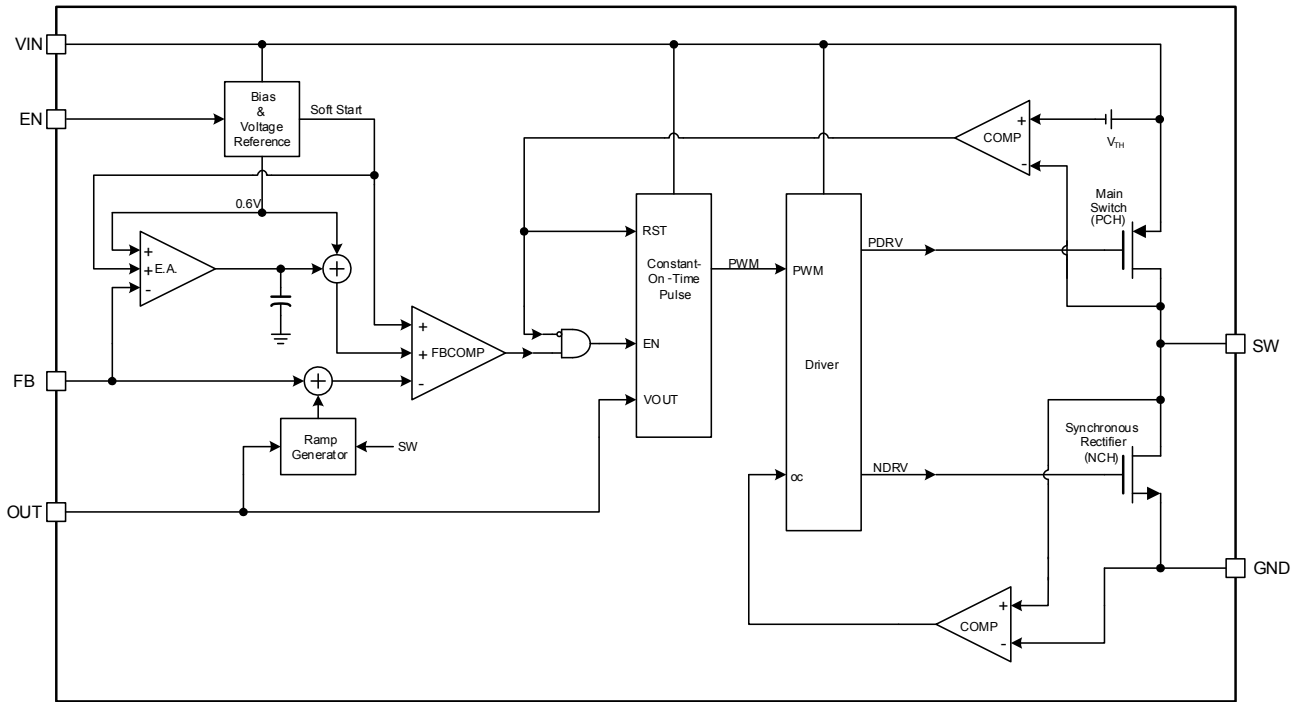 VIN
EN
Bias
&
Voltage
Reference
Soft Start
0.6V
+
+
-
E.A.
+
FB
+
Ramp
Generator
SW
OUT
+
+
-
FBCOMP
RST
Constant-
On -Time
Pulse
EN
VOUT
PWM
PWM
Driver
oc
PDRV
NDRV
+
-
COMP
VTH
Main
Switch
(PCH)
SW
Synchronous
Rectifier
(NCH)
GND
+
-
COMP